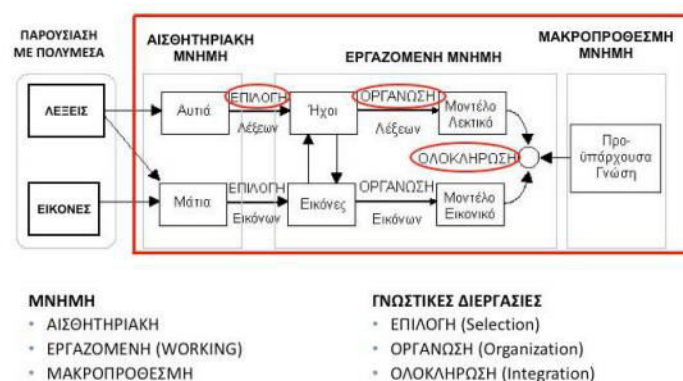 ΠΑΡΟΥΣΙΑΣΗ
ΜΕ ΠΟΛΥΜΕΣΑ
ΑΙΣΘΗΤΗΡΙΑΚΗ
ΜΝΗΜΗ
ΕΡΓΑΖΟΜΕΝΗ ΜΝΗΜΗ
ΜΑΚΡΟΠΡΟΘΕΣΜΗ
ΜΝΗΜΗ
ΛΕΞΕΙΣ
Αυτιά
ΕΠΙΛΟΓΗ
Λέξεων
Ήχοι
ΟΡΓΑΝΩΣΗ
Λέξεων
Μοντέλο
Λεκτικό
ΟΛΟΚΛΗΡΩΣΗ
Προ-
ϋπάρχουσα
Γνώση
ΕΙΚΟΝΕΣ
Μάτια
ΕΠΙΛΟΓΗ
Εικόνων
Εικόνες
ΟΡΓΑΝΩΣΗ
Εικόνων
Μοντέλο
Εικονικό
ΜΝΗΜΗ
• ΑΙΣΘΗΤΗΡΙΑΚΗ
• ΕΡΓΑΖΟΜΕΝΗ (WORKING)
• ΜΑΚΡΟΠΡΟΘΕΣΜΗ
ΓΝΩΣΤΙΚΕΣ ΔΙΕΡΓΑΣΙΕΣ
• ΕΠΙΛΟΓΗ (Selection)
• ΟΡΓΑΝΩΣΗ (Organization)
• ΟΛΟΚΛΗΡΩΣΗ (Integration)